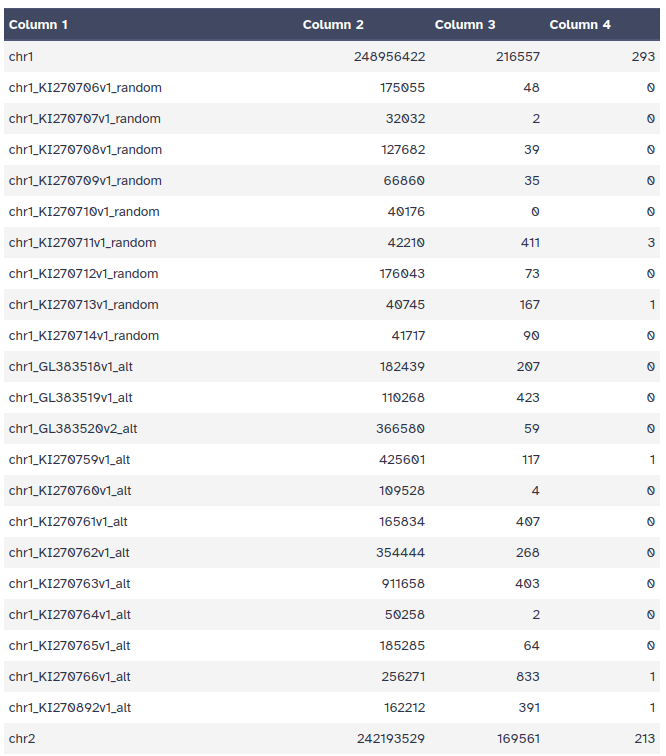 Column 1 Column 2 Column 3 Column 4
chr1 248956422 216557 293
chr1_KI270706v1_random 175055 48 0
chr1_KI270707v1_random 32032 2 0
chr1_KI270708v1_random 127682 39 0
chr1_KI270709v1_random 66860 35 0
chr1_KI270710v1_random 40176 0 0
chr1_KI270711v1_random 42210 411 3
chr1_KI270712v1_random 176043 73 0
chr1_KI270713v1_random 40745 167 1
chr1_KI270714v1_random 41717 90 0
chr1_GL383518v1_alt 182439 207 0
chr1_GL383519v1_alt 110268 423 0
chr1_GL383520v2_alt 366580 59 0
chr1_KI270759v1_alt 425601 117 1
chr1_KI270760v1_alt 109528 4 0
chr1_KI270761v1_alt 165834 407 0
chr1_KI270762v1_alt 354444 268 0
chr1_KI270763v1_alt 911658 403 0
chr1_KI270764v1_alt 50258 2 0
chr1_KI270765v1_alt 185285 64 0
chr1_KI270766v1_alt 256271 833 1
chr1_KI270892v1_alt 162212 391 1
chr2 242193529 169561 213